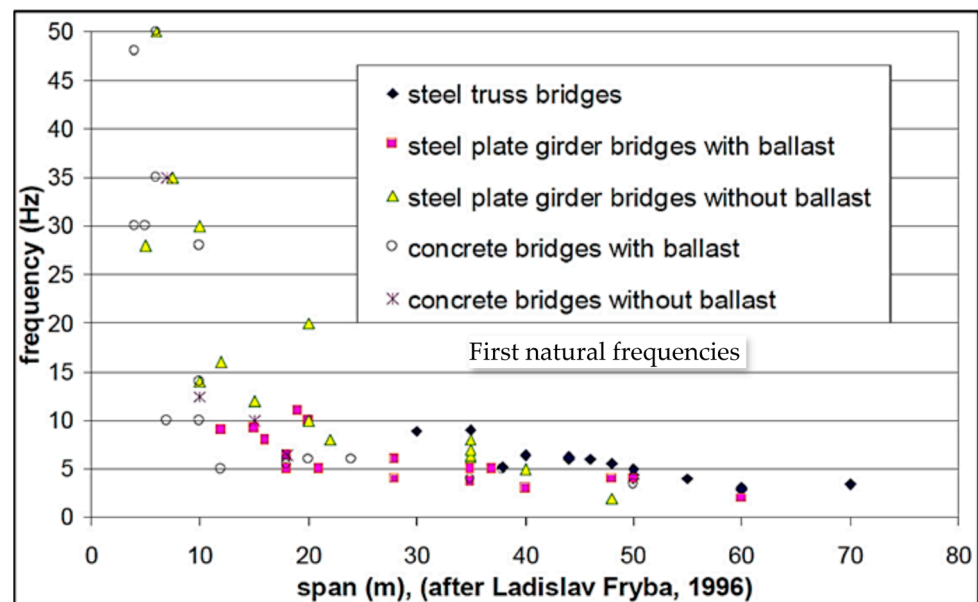 50
45
40
35
30
25
20
15
10
5
0
frequency (Hz)
steel truss bridges
steel plate girder bridges with ballast
steel plate girder bridges without ballast
concrete bridges with ballast
concrete bridges without ballast
First natural frequencies
0 10 20 30 40 50 60 70 80
span (m), (after Ladislav Fryba, 1996)